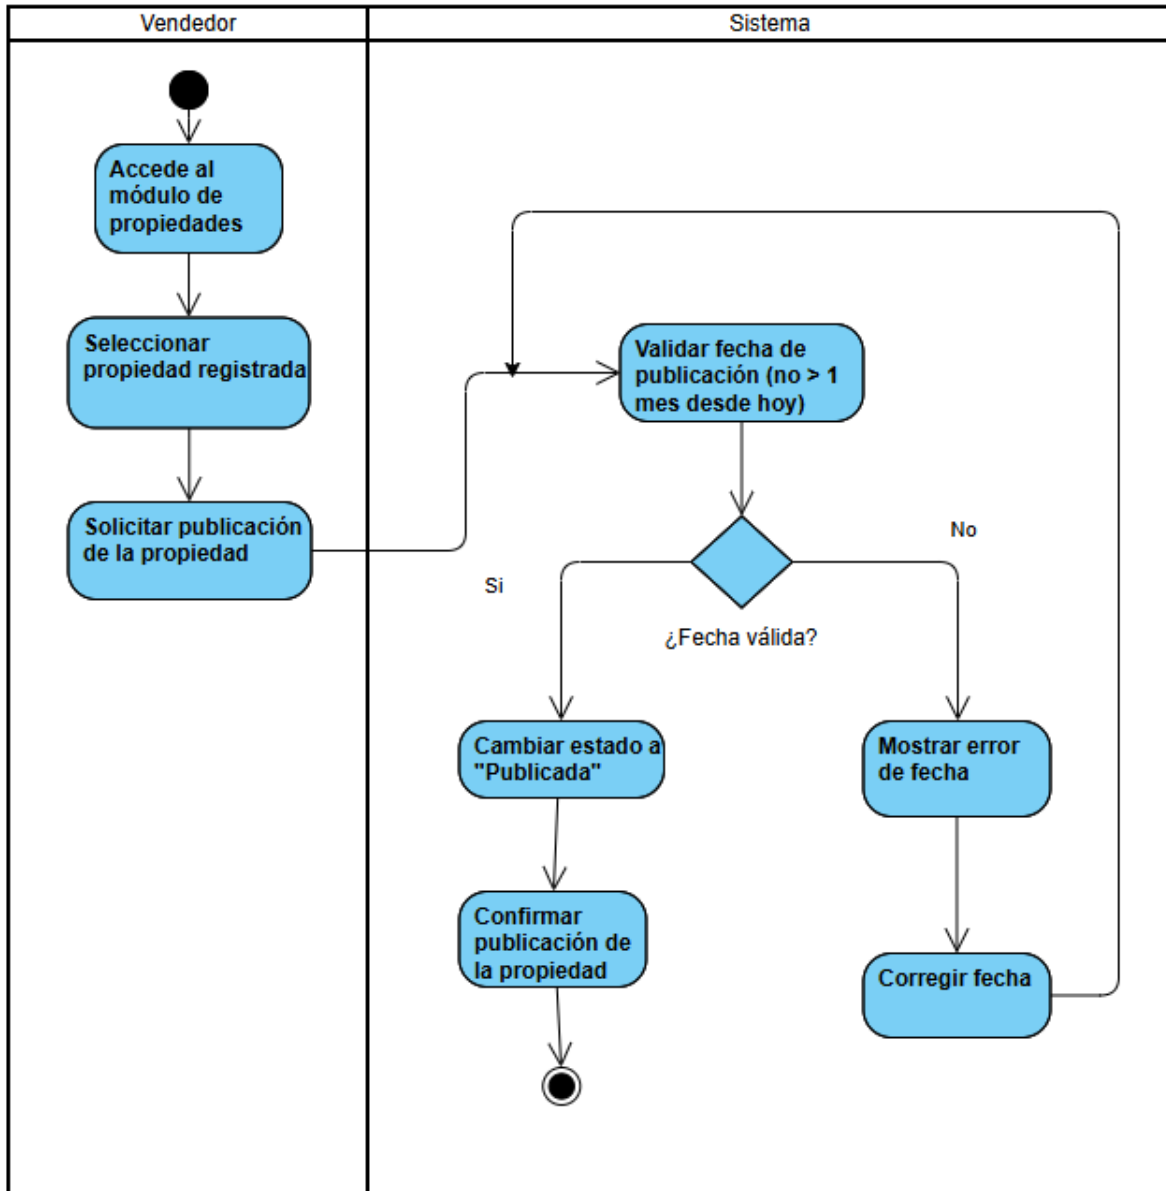 Vendedor
Sistema
Accede al
módulo de
propiedades
Seleccionar
propiedad registrada
Solicitar publicación
de la propiedad
Validar fecha de
publicación (no > 1
mes desde hoy)
No
Si
¿Fecha válida?
Cambiar estado a
"Publicada"
Mostrar error
de fecha
Confirmar
publicación de
la propiedad
Corregir fecha